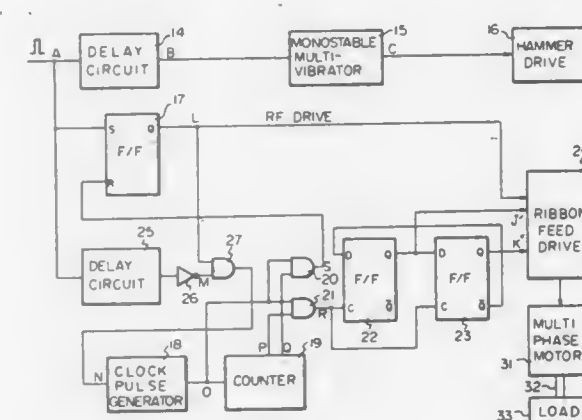 14
15
16
A
DELAY
CIRCUIT
B
MONOSTABLE
MULTI-
VIBRATOR
C
HAMMER
DRIVE
17
S
Q
F/F
R
L
RF DRIVE
25
DELAY
CIRCUIT
26
M
27
S
20
21
R
D
Q
F/F
C
22
D
Q
F/F
C
Q̅
23
J'
K'
RIBBON
FEED
DRIVE
18
N
CLOCK
PULSE
GENERATOR
O
P
Q
19
COUNTER
MULTI
PHASE
MOTOR
31
32
33
LOAD